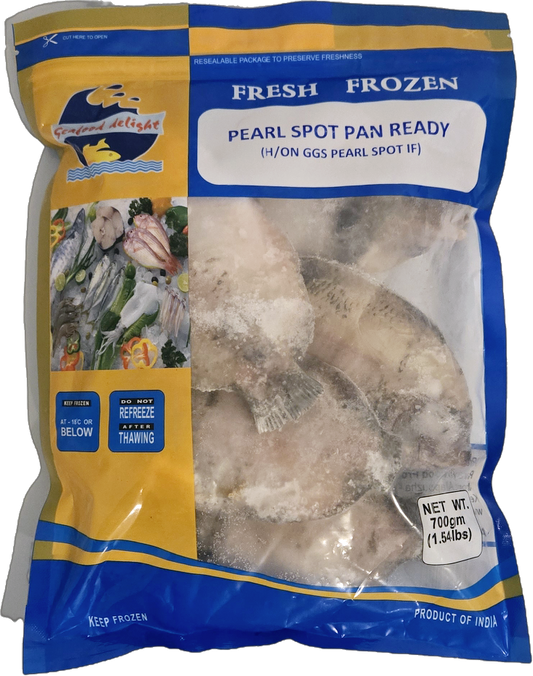 CUT HERE TO OPEN
RESEALABLE PACKAGE TO PRESERVE FRESHNESS
FRESH FROZEN
Seafood delight
PEARL SPOT PAN READY
(H/ON GGS PEARL SPOT IF)
KEEP FROZEN
AT - 18C OR
BELOW
DO NOT
REFREEZE
AFTER
THAWING
NET WT.
700gm
(1.54lbs)
KEEP FROZEN
PRODUCT OF INDIA